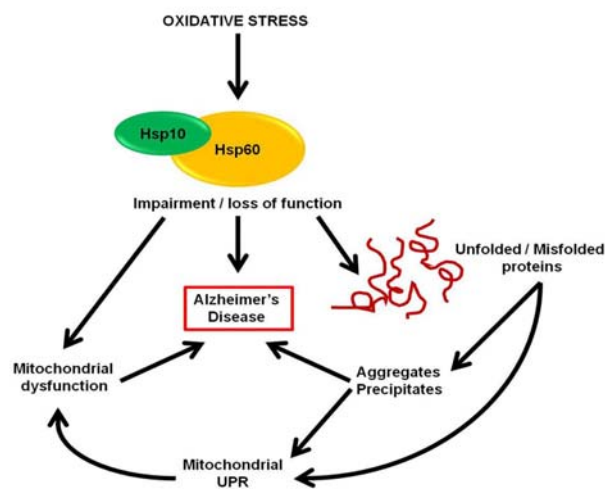 OXIDATIVE STRESS
Hsp10
Hsp60
Impairment / loss of function
Unfolded / Misfolded
proteins
Alzheimer's
Disease
Mitochondrial
dysfunction
Aggregates
Precipitates
Mitochondrial
UPR